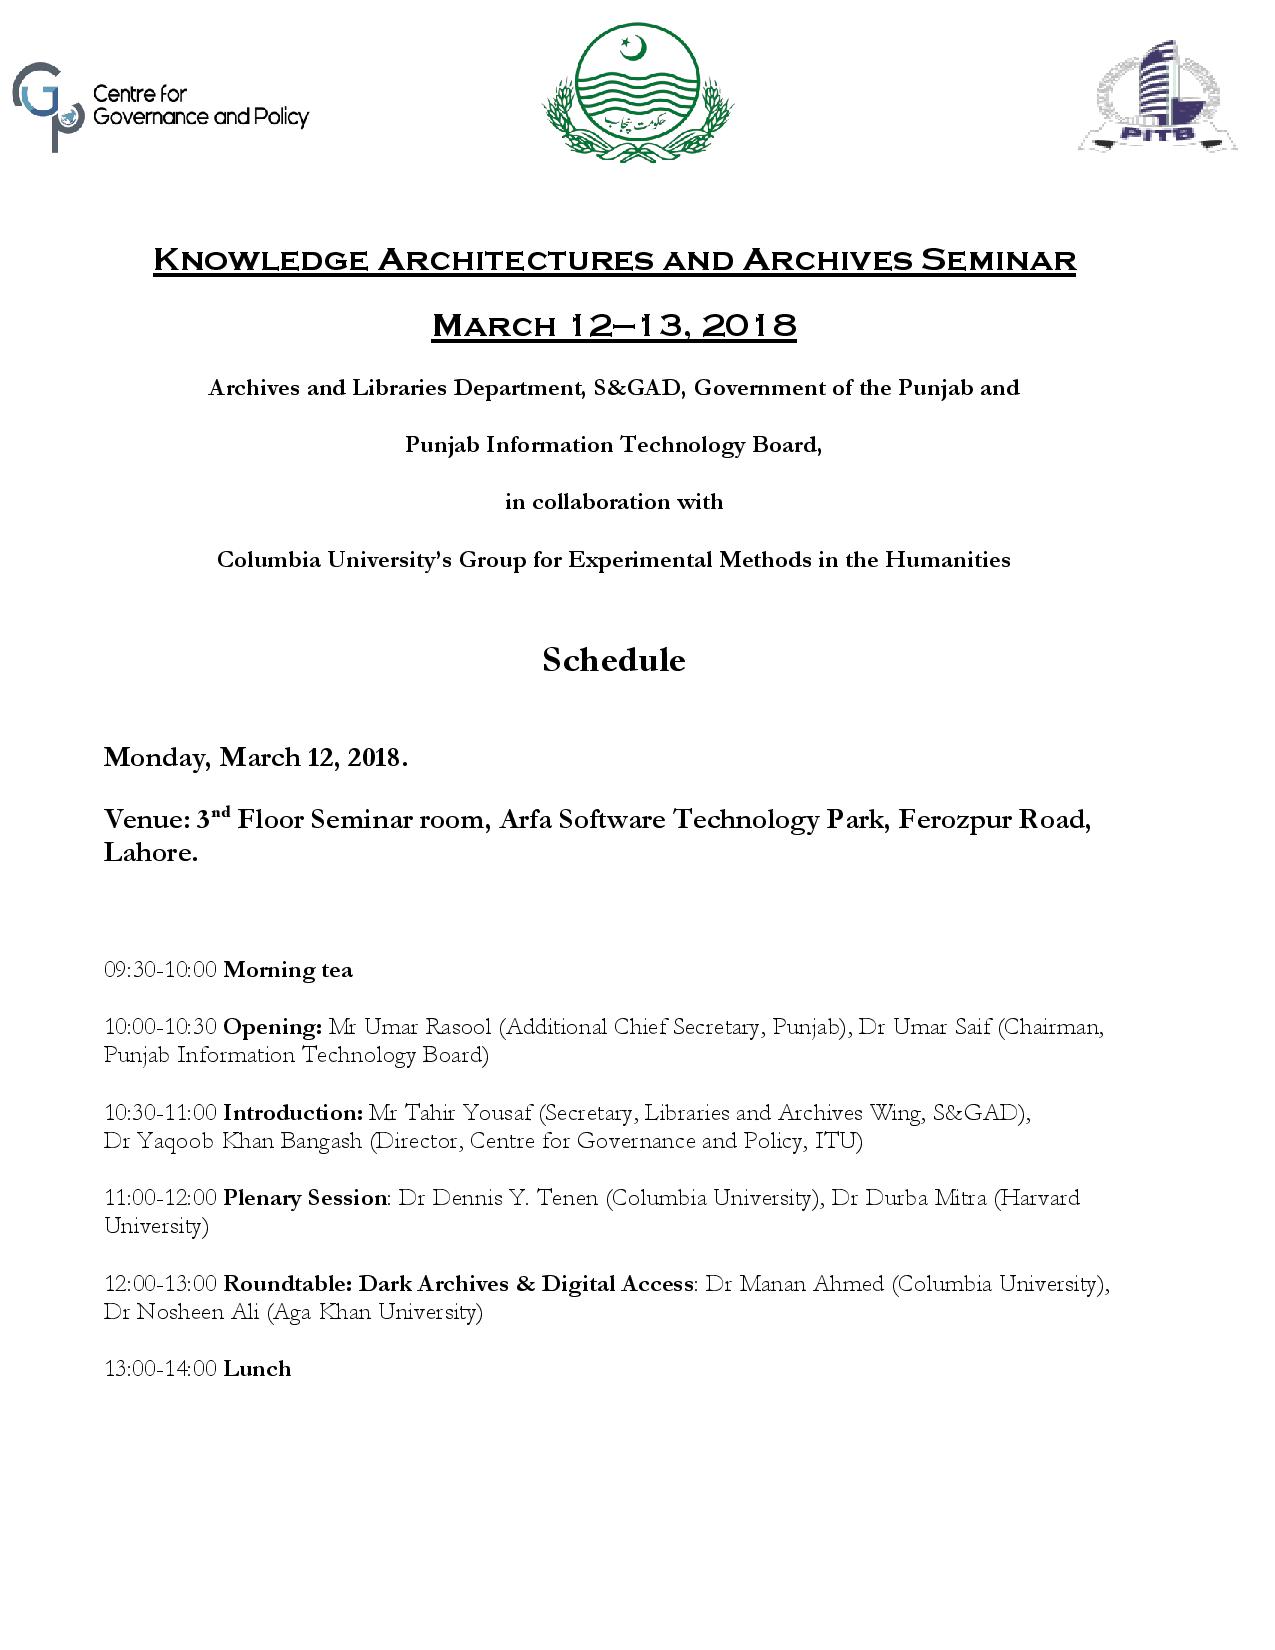 Centre for
Governance and Policy
حکومت پنجاب
PITB
Knowledge Architectures and Archives Seminar
March 12–13, 2018
Archives and Libraries Department, S&GAD, Government of the Punjab and
Punjab Information Technology Board,
in collaboration with
Columbia University’s Group for Experimental Methods in the Humanities
Schedule
Monday, March 12, 2018.
Venue: 3nd Floor Seminar room, Arfa Software Technology Park, Ferozpur Road,
Lahore.
09:30-10:00 Morning tea
10:00-10:30 Opening: Mr Umar Rasool (Additional Chief Secretary, Punjab), Dr Umar Saif (Chairman,
Punjab Information Technology Board)
10:30-11:00 Introduction: Mr Tahir Yousaf (Secretary, Libraries and Archives Wing, S&GAD),
Dr Yaqoob Khan Bangash (Director, Centre for Governance and Policy, ITU)
11:00-12:00 Plenary Session: Dr Dennis Y. Tenen (Columbia University), Dr Durba Mitra (Harvard
University)
12:00-13:00 Roundtable: Dark Archives & Digital Access: Dr Manan Ahmed (Columbia University),
Dr Nosheen Ali (Aga Khan University)
13:00-14:00 Lunch